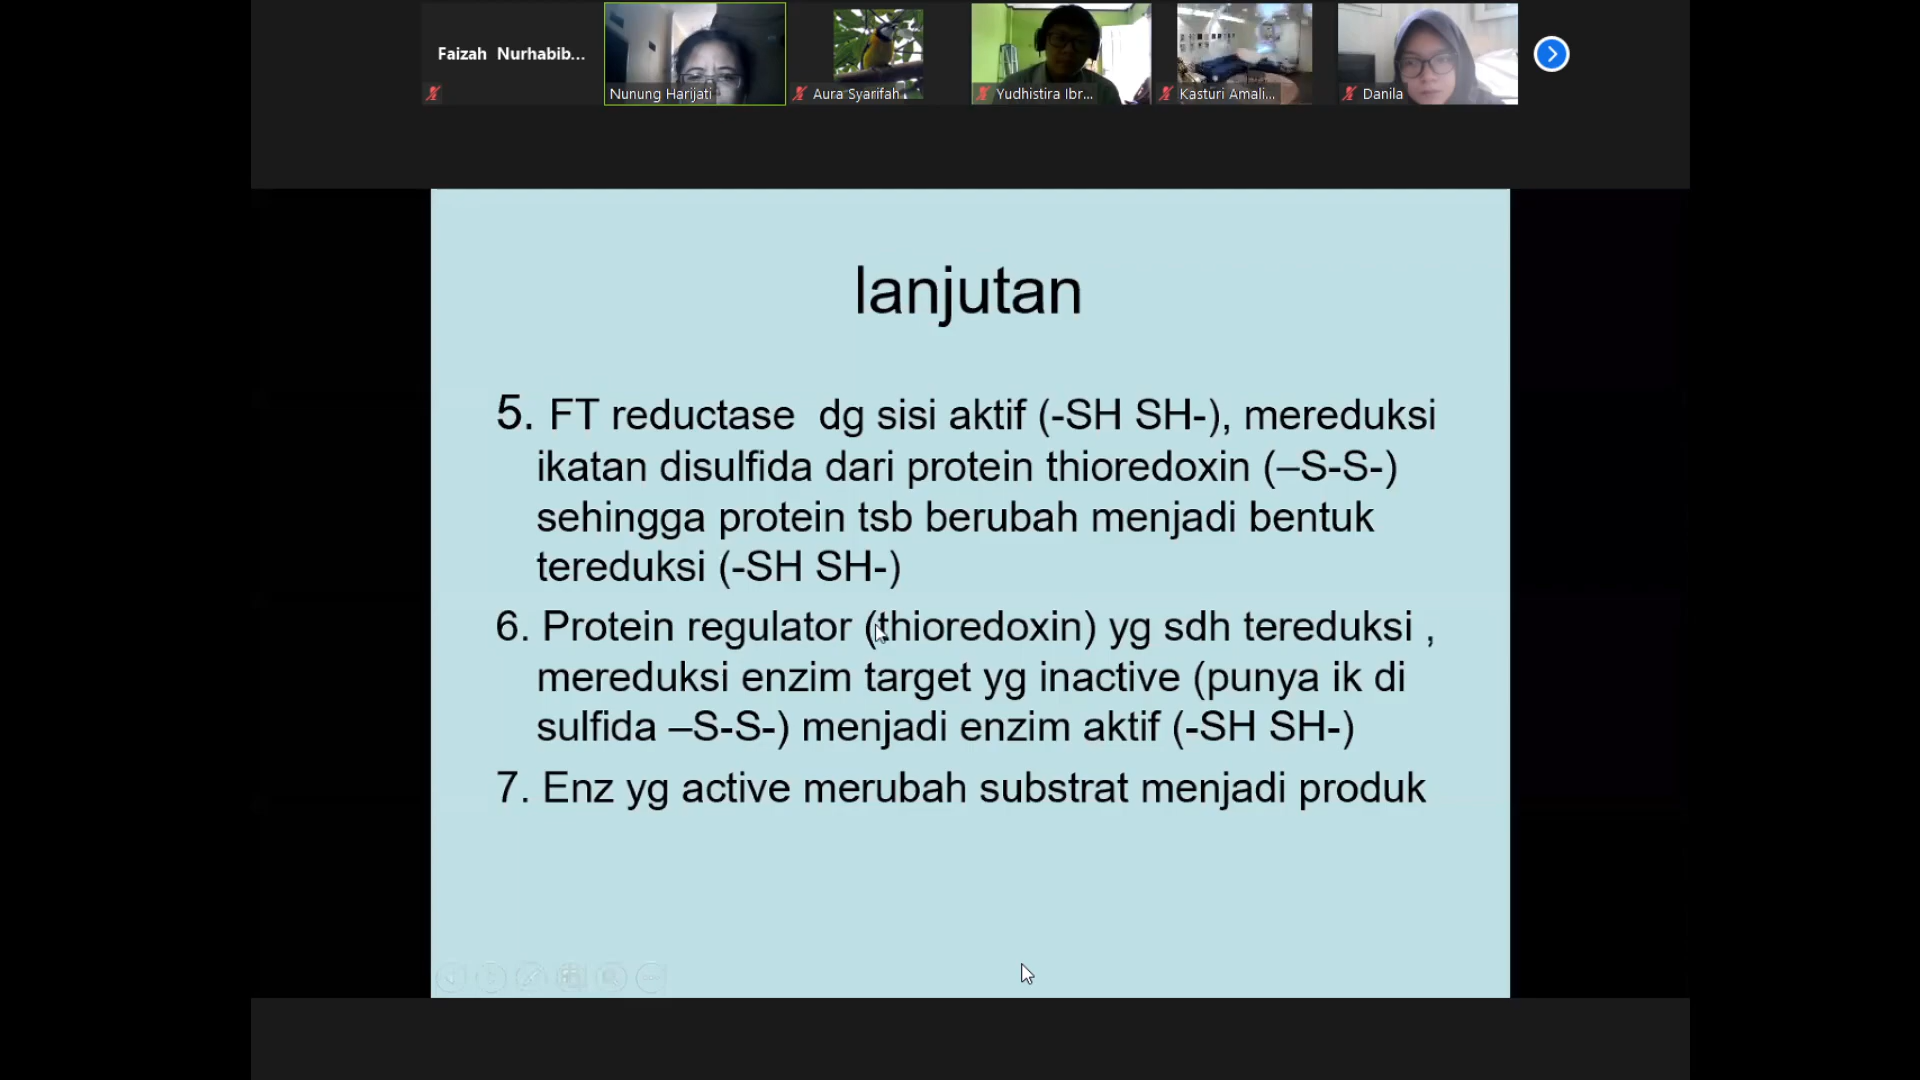 Faizah Nurhabib...
Nunung Harijati
Aura Syarifah
Yudhistira Ibr...
Kasturi Amali...
Danila
lanjutan
5. FT reductase dg sisi aktif (-SH SH-), mereduksi
ikatan disulfida dari protein thioredoxin (–S-S-)
sehingga protein tsb berubah menjadi bentuk
tereduksi (-SH SH-)
6. Protein regulator (thioredoxin) yg sdh tereduksi ,
mereduksi enzim target yg inactive (punya ik di
sulfida –S-S-) menjadi enzim aktif (-SH SH-)
7. Enz yg active merubah substrat menjadi produk